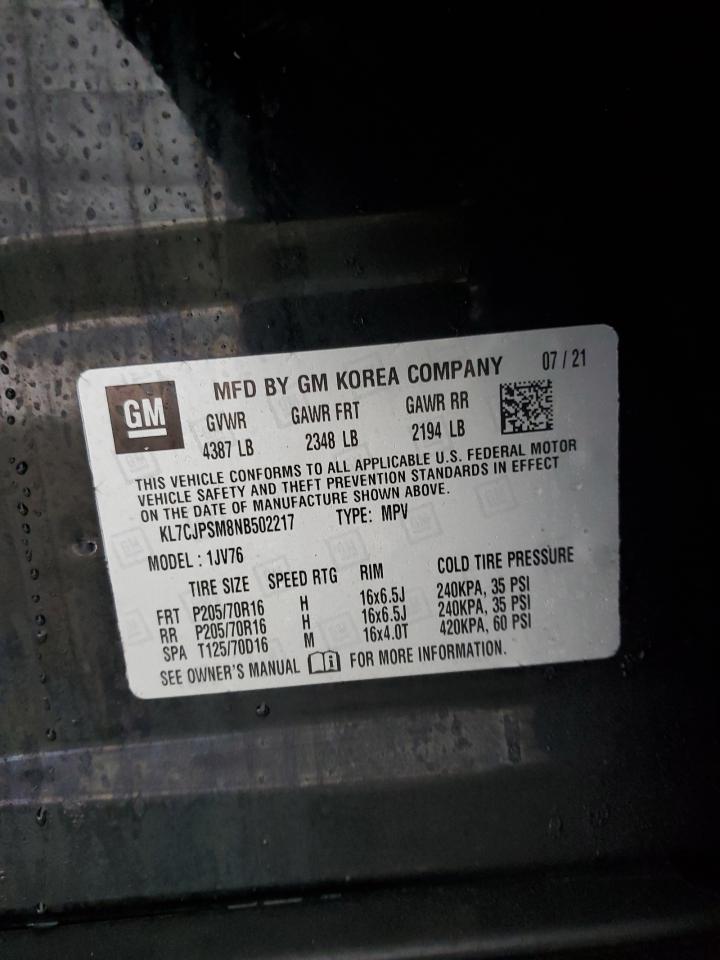 MFD BY GM KOREA COMPANY 07 / 21
GM
GVWR GAWR FRT GAWR RR
4387 LB 2348 LB 2194 LB
THIS VEHICLE CONFORMS TO ALL APPLICABLE U.S. FEDERAL MOTOR
VEHICLE SAFETY AND THEFT PREVENTION STANDARDS IN EFFECT
ON THE DATE OF MANUFACTURE SHOWN ABOVE.
KL7CJPSM8NB502217 TYPE: MPV
MODEL : 1JV76
TIRE SIZE SPEED RTG RIM COLD TIRE PRESSURE
FRT P205/70R16 H 16x6.5J 240KPA, 35 PSI
RR P205/70R16 H 16x6.5J 240KPA, 35 PSI
SPA T125/70D16 M 16x4.0T 420KPA, 60 PSI
SEE OWNER'S MANUAL i FOR MORE INFORMATION.